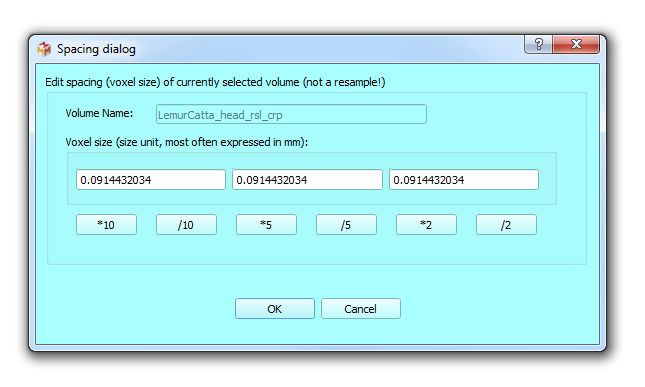 Spacing dialog
Edit spacing (voxel size) of currently selected volume (not a resample!)
Volume Name: LemurCatta_head_rsl_crp
Voxel size (size unit, most often expressed in mm):
0.0914432034 0.0914432034 0.0914432034
*10 /10 *5 /5 *2 /2
OK Cancel